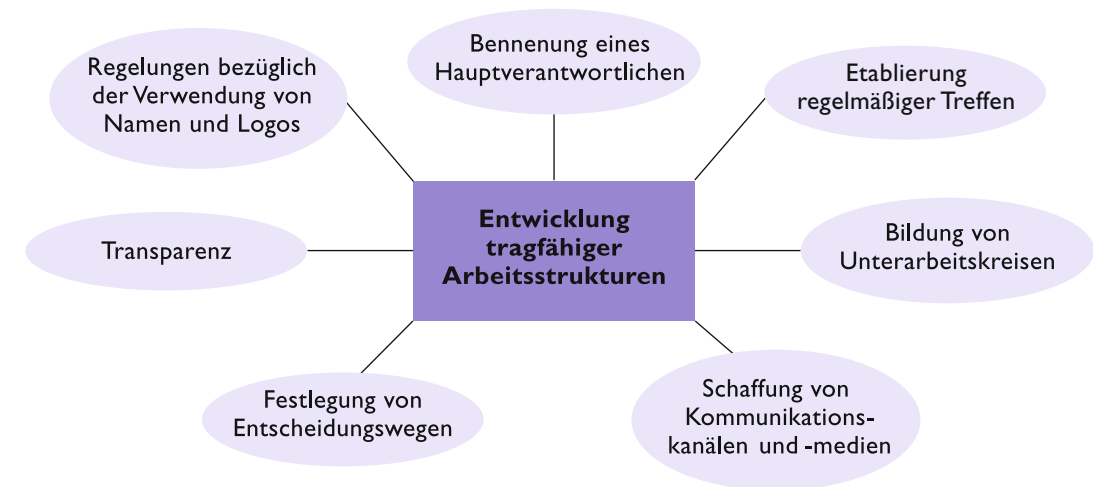 Bennenung eines
Hauptverantwortlichen
Regelungen bezüglich
der Verwendung von
Namen und Logos
Etablierung
regelmäßiger Treffen
Entwicklung
tragfähiger
Arbeitsstrukturen
Transparenz
Bildung von
Unterarbeitskreisen
Festlegung von
Entscheidungswegen
Schaffung von
Kommunikations-
kanälen und -medien